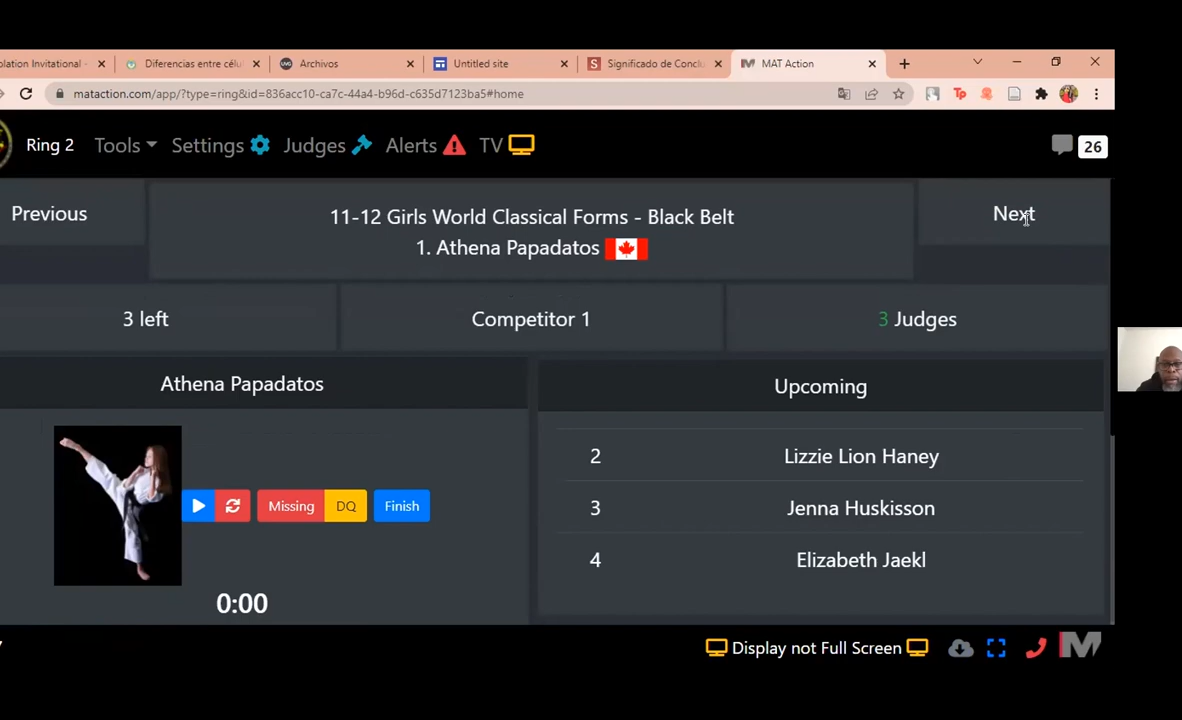 olation Invitational -
Diferencias entre célu
Archivos
Untitled site
Significado de Conclu
MAT Action
mataction.com/app/?type=ring&id=836acc10-ca7c-44a4-b96d-c635d7123ba5#home
Ring 2 Tools Settings Judges Alerts TV 26
Previous
11-12 Girls World Classical Forms - Black Belt
1. Athena Papadatos
Next
3 left
Competitor 1
3 Judges
Athena Papadatos
Upcoming
2 Lizzie Lion Haney
3 Jenna Huskisson
4 Elizabeth Jaekl
Missing DQ Finish
0:00
Display not Full Screen